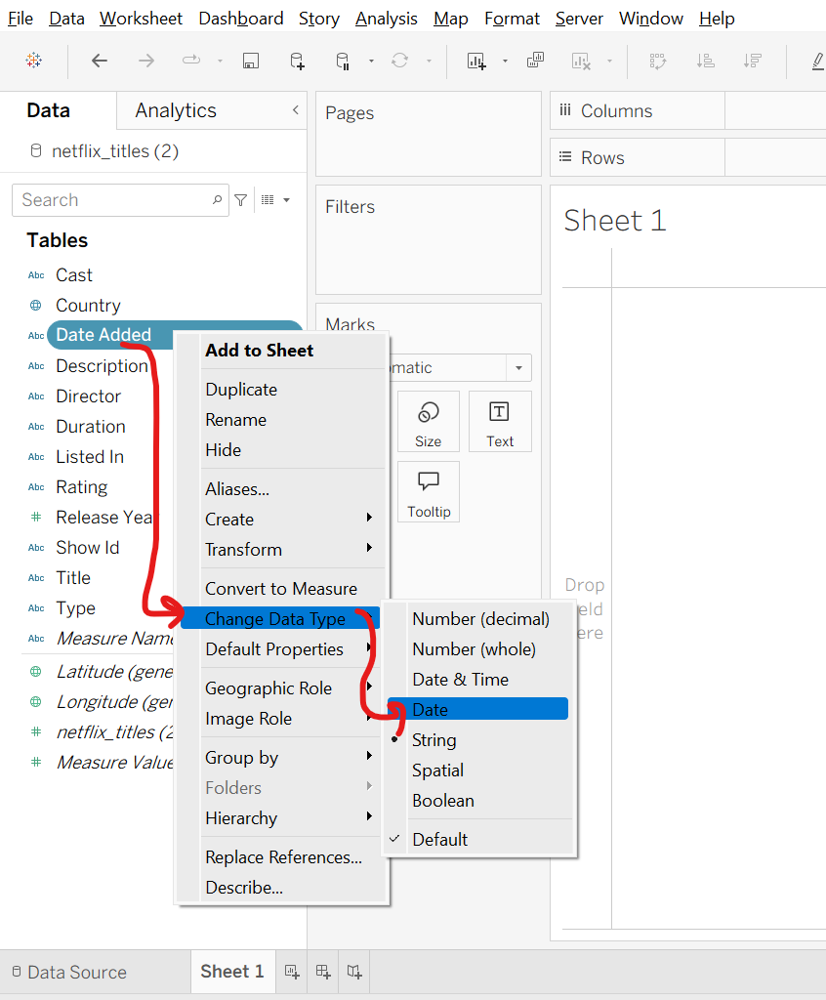 File Data Worksheet Dashboard Story Analysis Map Format Server Window Help
Data Analytics
netflix_titles (2)
Search
Tables
Abc Cast
Country
Abc Date Added
Abc Description
Abc Director
Abc Duration
Abc Listed In
Abc Rating
# Release Yea
Abc Show Id
Abc Title
Abc Type
Abc Measure Name
Latitude (gene
Longitude (ger
# netflix_titles (2
# Measure Value
Pages
Filters
Marks
omatic
Size
T
Text
Tooltip
Columns
Rows
Sheet 1
Drop
eld
ere
Add to Sheet
Duplicate
Rename
Hide
Aliases...
Create
Transform
Convert to Measure
Change Data Type
Default Properties
Geographic Role
Image Role
Group by
Folders
Hierarchy
Replace References...
Describe...
Number (decimal)
Number (whole)
Date & Time
Date
String
Spatial
Boolean
Default
Data Source Sheet 1